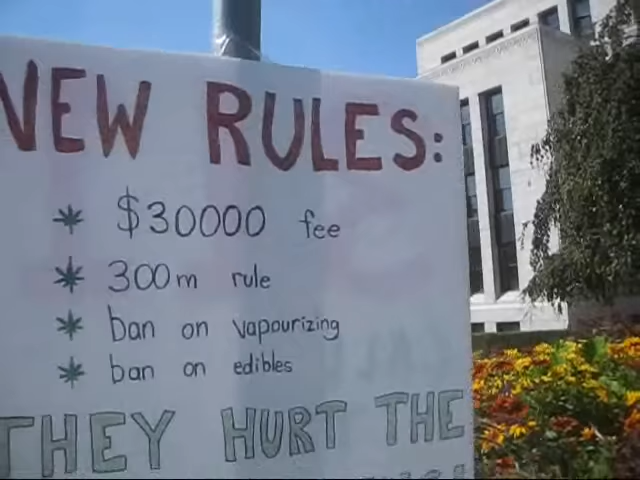 NEW RULES:
$30000 fee
300m rule
ban on vapourizing
ban on edibles
THEY HURT THE